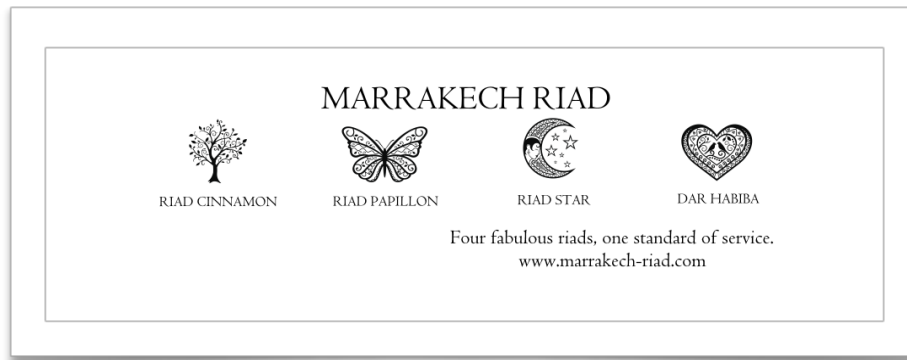 MARRAKECH RIAD
RIAD CINNAMON
RIAD PAPILLON
RIAD STAR
DAR HABIBA
Four fabulous riads, one standard of service.
www.marrakech-riad.com